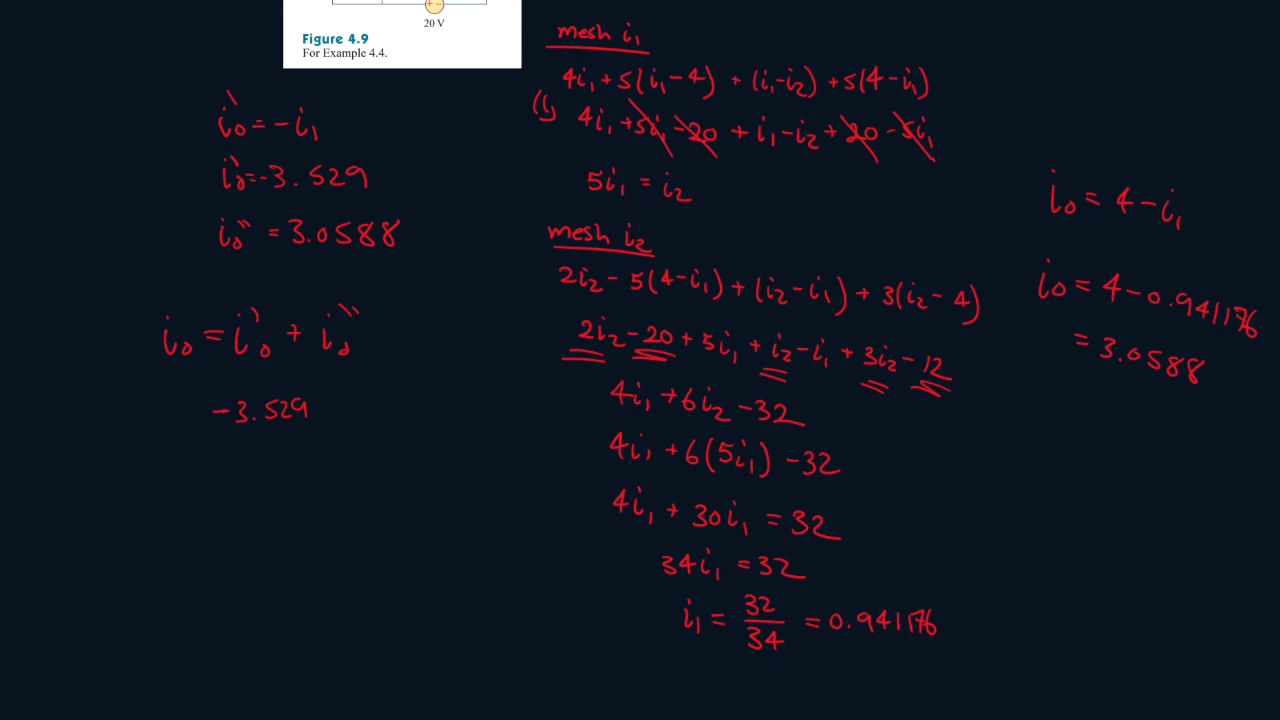 + −
20 V
Figure 4.9
For Example 4.4.
i₀' = -i₁
i₀' = -3.529
i₀'' = 3.0588
i₀ = i₀' + i₀''
-3.529
mesh i₁
4i₁ + 5(i₁ - 4) + (i₁ - i₂) + 5(4 - i₁)
(1) 4i₁ + 5i₁ - 20 + i₁ - i₂ + 20 - 5i₁
5i₁ = i₂
mesh i₂
2i₂ - 5(4 - i₁) + (i₂ - i₁) + 3(i₂ - 4)
2i₂ - 20 + 5i₁ + i₂ - i₁ + 3i₂ - 12
4i₁ + 6i₂ - 32
4i₁ + 6(5i₁) - 32
4i₁ + 30i₁ = 32
34i₁ = 32
i₁ = 32/34 = 0.941176
i₀ = 4 - i₁
i₀ = 4 - 0.941176
= 3.0588